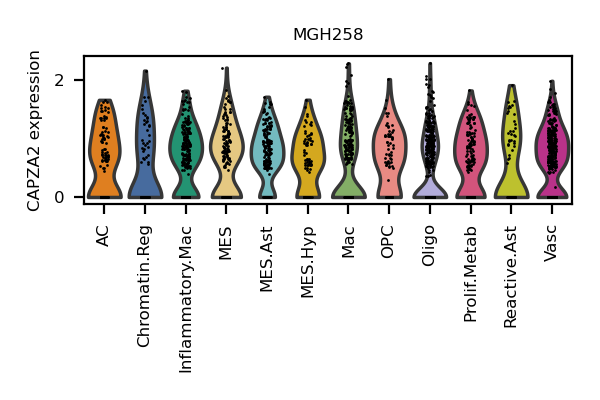 MGH258
CAPZA2 expression
2
0
AC
Chromatin.Reg
Inflammatory.Mac
MES
MES.Ast
MES.Hyp
Mac
OPC
Oligo
Prolif.Metab
Reactive.Ast
Vasc